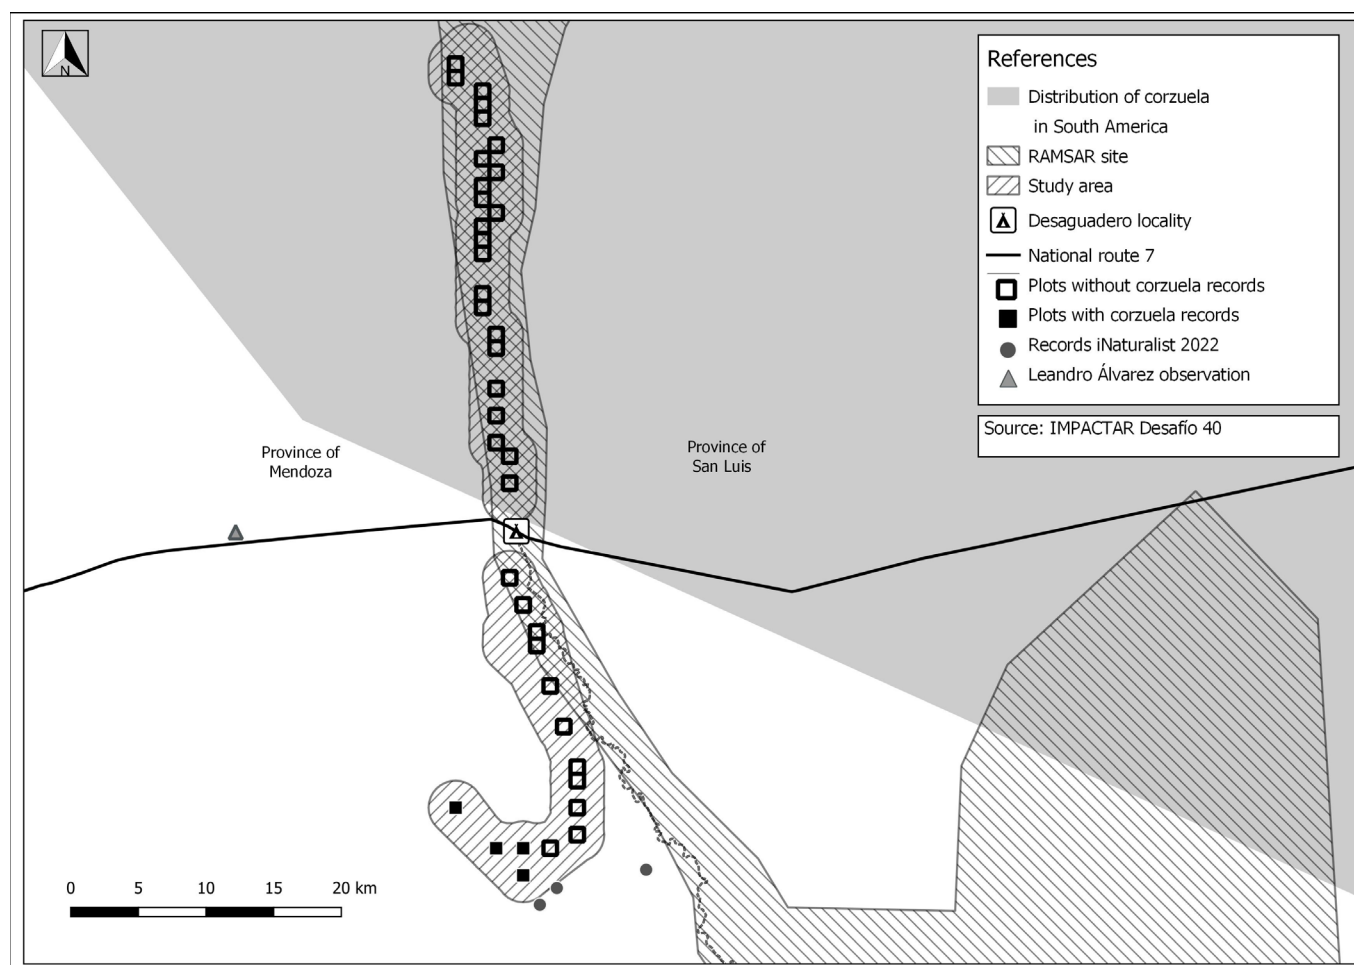 N
References
Distribution of corzuela
in South America
RAMSAR site
Study area
Desaguadero locality
National route 7
Plots without corzuela records
Plots with corzuela records
Records iNaturalist 2022
Leandro Álvarez observation
Source: IMPACTAR Desafío 40
Province of
Mendoza
Province of
San Luis
0 5 10 15 20 km